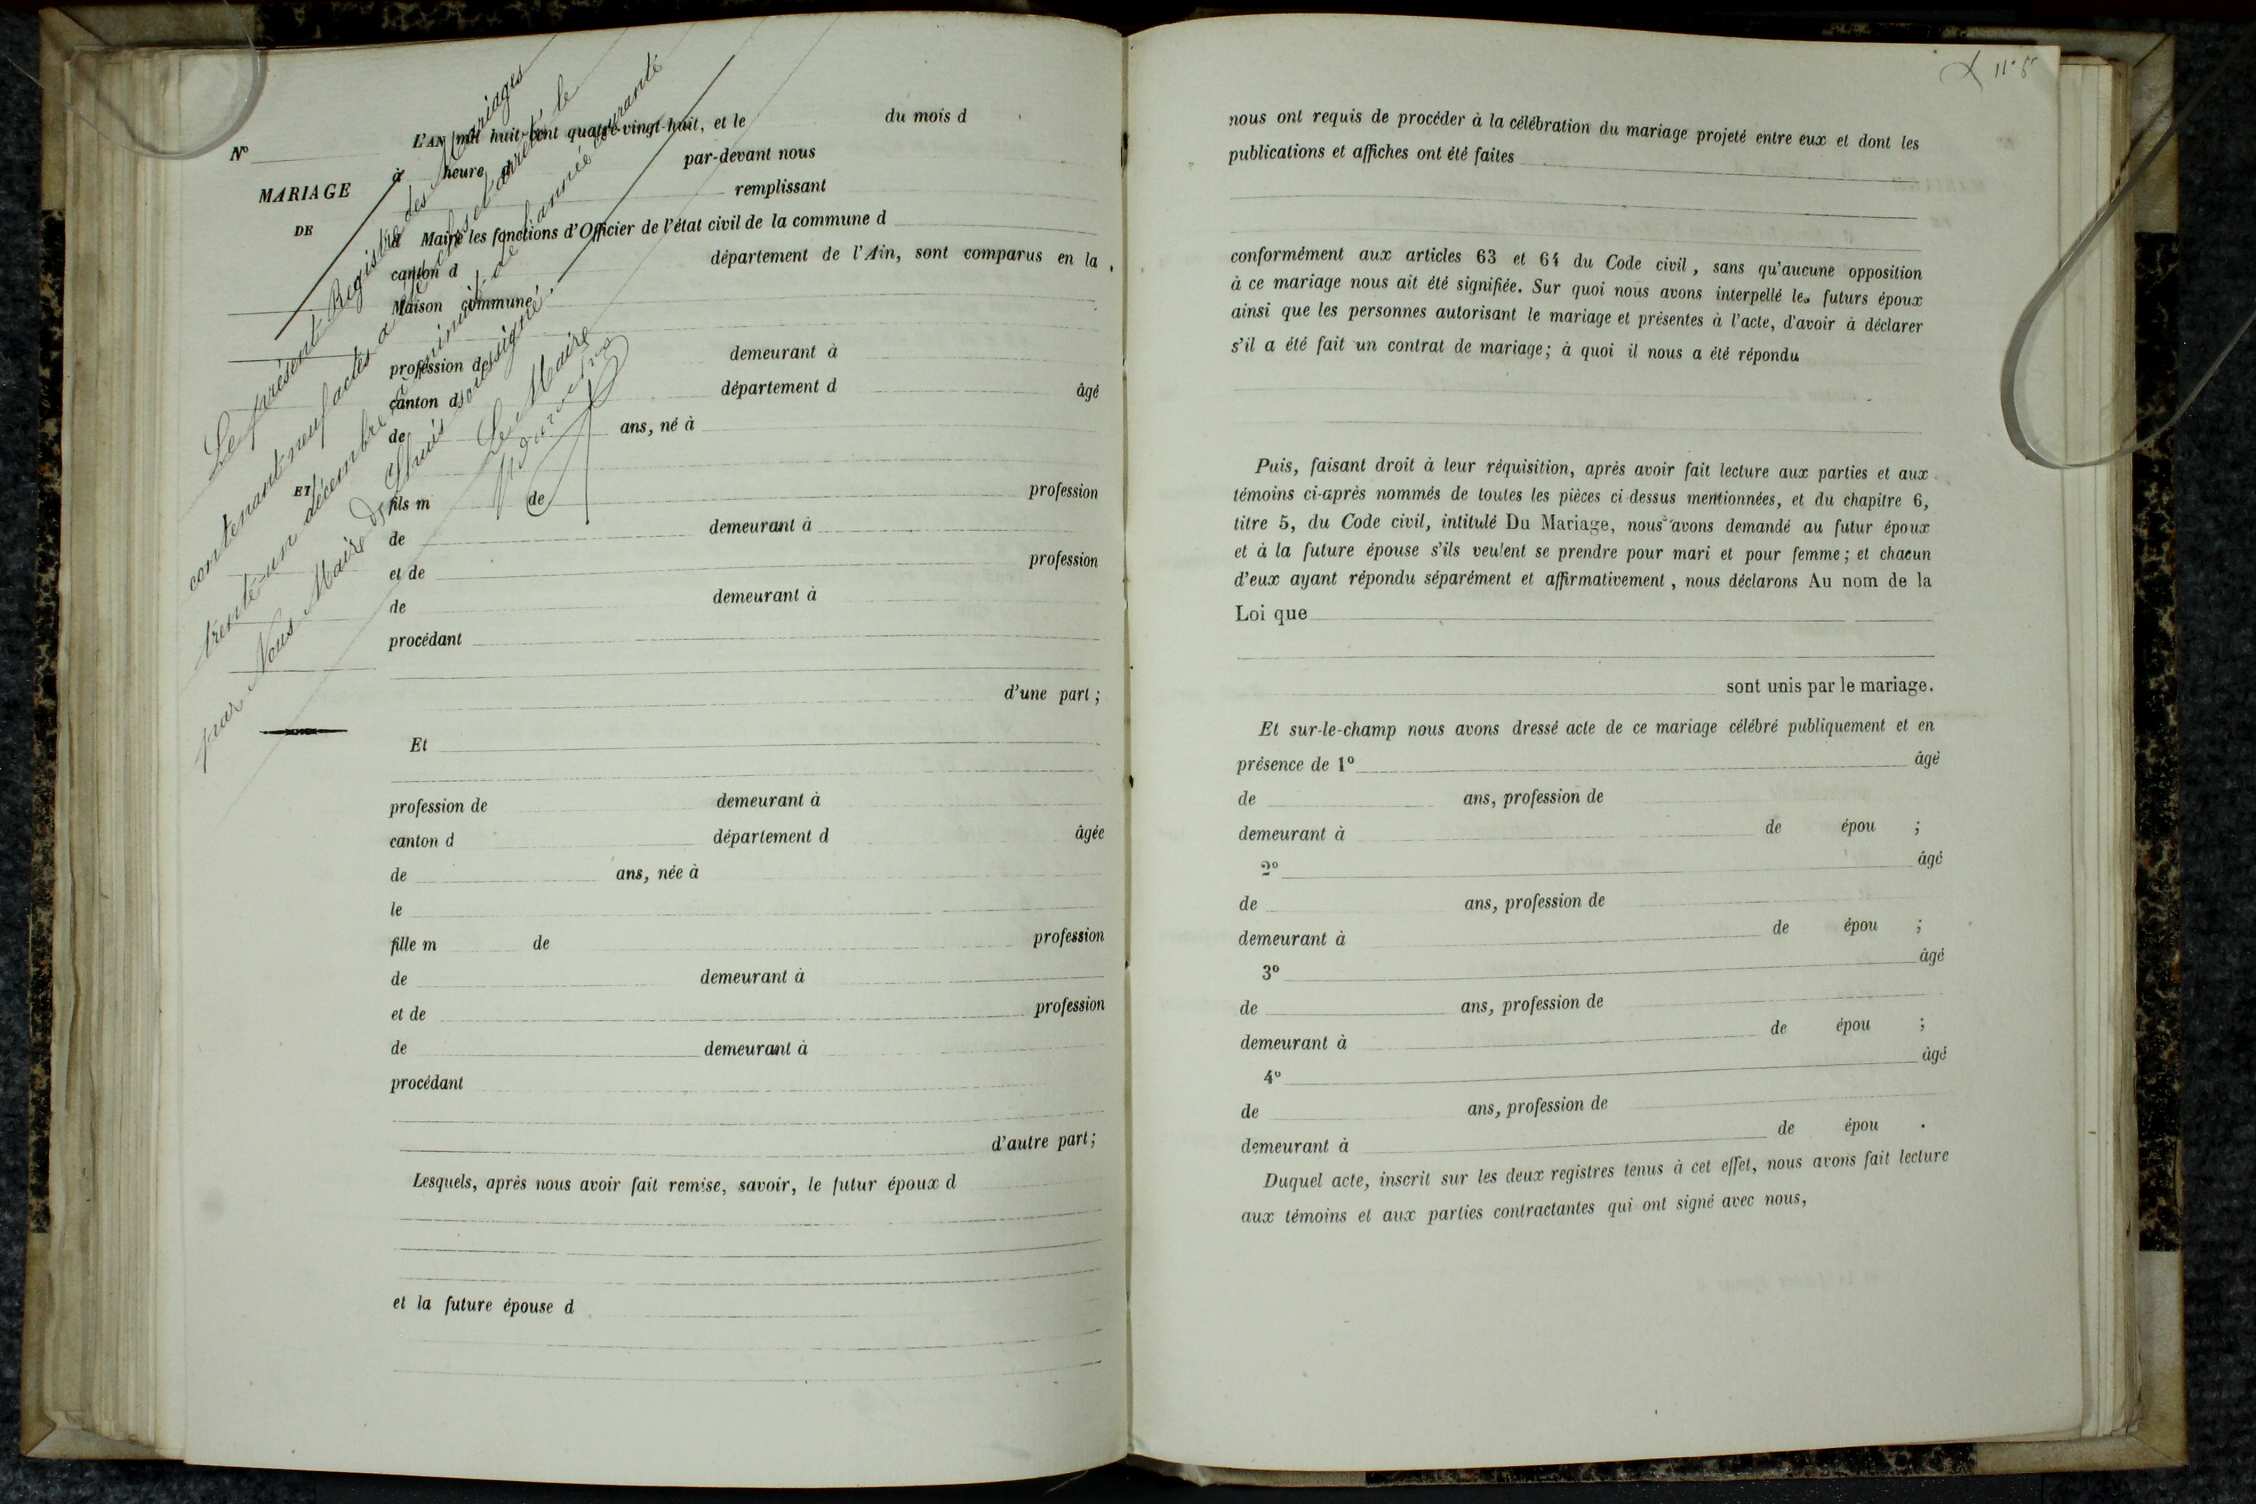 Le présent Registre des Mariages
contenant neuf actes a été clos et arrêté le
trente-un décembre à minuit de l'année courante
par Nous Maire de Thuis soussigné.
Le Maire
Nº
MARIAGE
DE
ET
L'AN mil huit-cent quatre-vingt-huit, et le du mois d
à heure d par-devant nous
remplissant
d Maire les fonctions d'Officier de l'état civil de la commune d
canton d département de l'Ain, sont comparus en la
Maison commune,
profession de demeurant à
canton d département d âgé
de ans, né à
fils m de profession
de demeurant à
et de profession
de demeurant à
procédant
d'une part ;
Et
profession de demeurant à
canton d département d âgée
de ans, née à
le
fille m de profession
de demeurant à
et de profession
de demeurant à
procédant
d'autre part ;
Lesquels, après nous avoir fait remise, savoir, le futur époux d
et la future épouse d
nous ont requis de procéder à la célébration du mariage projeté entre eux et dont les
publications et affiches ont été faites
conformément aux articles 63 et 64 du Code civil, sans qu'aucune opposition
à ce mariage nous ait été signifiée. Sur quoi nous avons interpellé les futurs époux
ainsi que les personnes autorisant le mariage et présentes à l'acte, d'avoir à déclarer
s'il a été fait un contrat de mariage; à quoi il nous a été répondu
Puis, faisant droit à leur réquisition, après avoir fait lecture aux parties et aux
témoins ci-après nommés de toutes les pièces ci dessus mentionnées, et du chapitre 6,
titre 5, du Code civil, intitulé Du Mariage, nous avons demandé au futur époux
et à la future épouse s'ils veulent se prendre pour mari et pour femme ; et chacun
d'eux ayant répondu séparément et affirmativement, nous déclarons Au nom de la
Loi que
sont unis par le mariage.
Et sur-le-champ nous avons dressé acte de ce mariage célébré publiquement et en
présence de 1º âgé
de ans, profession de
demeurant à de épou ;
2º âgé
de ans, profession de
demeurant à de épou ;
3º âgé
de ans, profession de
demeurant à de épou ;
4º âgé
de ans, profession de
demeurant à de épou .
Duquel acte, inscrit sur les deux registres tenus à cet effet, nous avons fait lecture
aux témoins et aux parties contractantes qui ont signé avec nous,